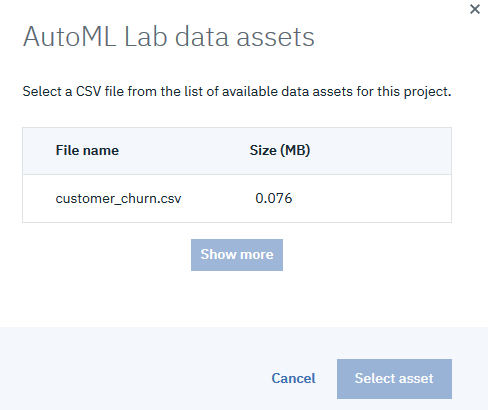 AutoML Lab data assets
Select a CSV file from the list of available data assets for this project.
File name Size (MB)
customer_churn.csv 0.076
Show more
Cancel Select asset